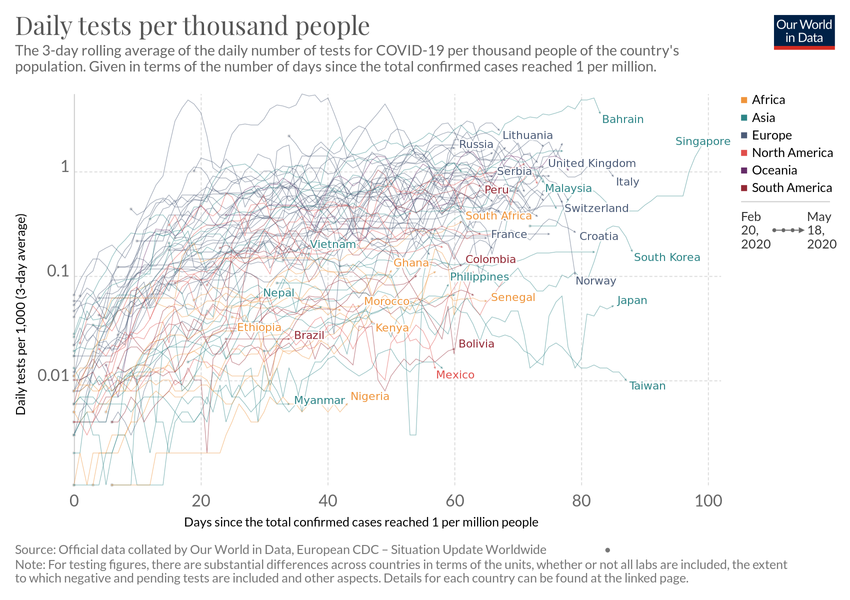 Daily tests per thousand people
The 3-day rolling average of the daily number of tests for COVID-19 per thousand people of the country's
population. Given in terms of the number of days since the total confirmed cases reached 1 per million.
Our World
in Data
Africa
Asia
Europe
North America
Oceania
South America
Feb
20,
2020
May
18,
2020
Daily tests per 1,000 (3-day average)
1
0.1
0.01
Bahrain
Lithuania
Singapore
Russia
United Kingdom
Serbia
Italy
Peru
Malaysia
South Africa
Switzerland
France
Croatia
Vietnam
South Korea
Colombia
Ghana
Philippines
Norway
Nepal
Morocco
Senegal
Japan
Ethiopia
Brazil
Kenya
Bolivia
Mexico
Taiwan
Myanmar
Nigeria
0
20
40
60
80
100
Days since the total confirmed cases reached 1 per million people
Source: Official data collated by Our World in Data, European CDC – Situation Update Worldwide
Note: For testing figures, there are substantial differences across countries in terms of the units, whether or not all labs are included, the extent
to which negative and pending tests are included and other aspects. Details for each country can be found at the linked page.